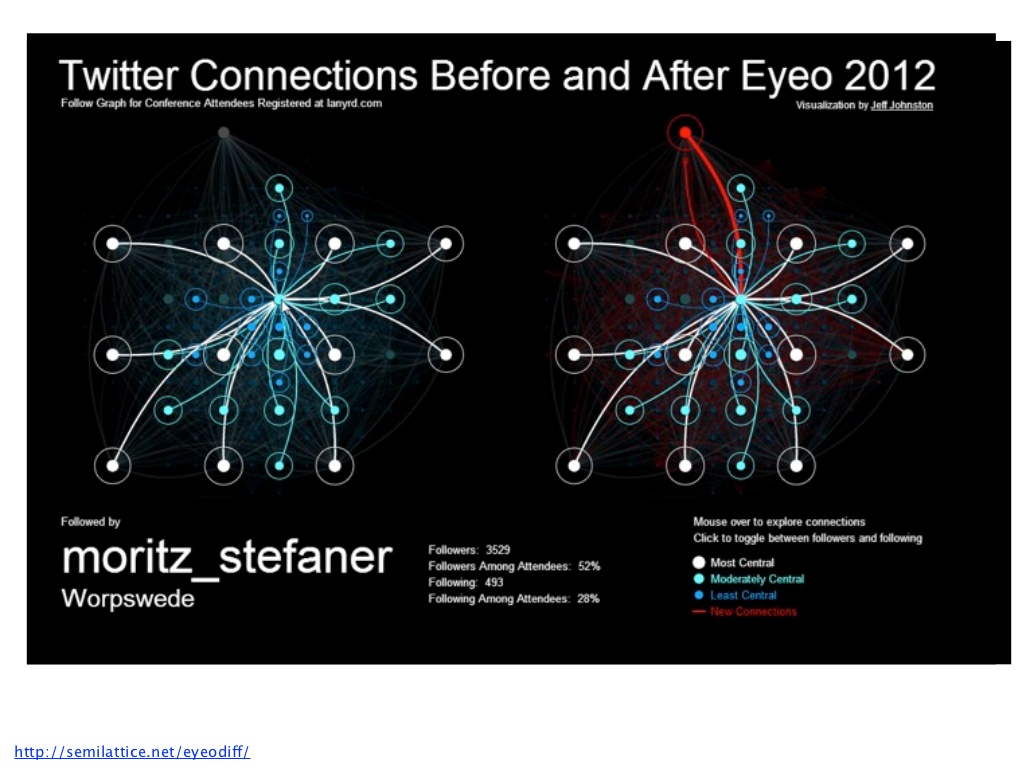 Twitter Connections Before and After Eyeo 2012
Follow Graph for Conference Attendees Registered at lanyrd.com
Visualization by Jeff Johnston
Followed by
moritz_stefaner
Worpswede
Followers: 3529
Followers Among Attendees: 52%
Following: 493
Following Among Attendees: 28%
Mouse over to explore connections
Click to toggle between followers and following
Most Central
Moderately Central
Least Central
New Connections
http://semilattice.net/eyeodiff/